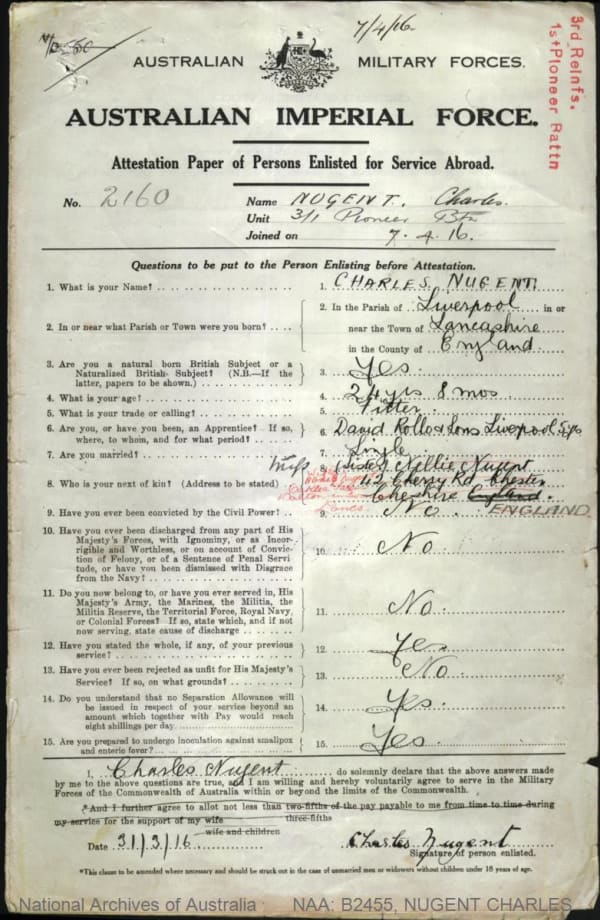 7/4/16
3rd Reinfs.
1st Pioneer Battn
AUSTRALIAN MILITARY FORCES.
AUSTRALIAN IMPERIAL FORCE.
Attestation Paper of Persons Enlisted for Service Abroad.
No. 2160 Name NUGENT, Charles.
Unit 3/1 Pioneer Btn
Joined on 7. 4. 16.
Questions to be put to the Person Enlisting before Attestation.
1. What is your Name? 1. CHARLES NUGENT
2. In or near what Parish or Town were you born? 2. In the Parish of Liverpool in or
near the Town of Lancashire
in the County of England
3. Are you a natural born British Subject or a
Naturalized British Subject? (N.B.—If the
latter, papers to be shown.) 3. Yes
4. What is your age? 4. 24 yrs 8 mos
5. What is your trade or calling? 5. Fitter
6. Are you, or have you been, an Apprentice? If so,
where, to whom, and for what period? 6. David Rollo & Sons Liverpool 5 yrs
7. Are you married? 7. Single
8. Who is your next of kin? (Address to be stated) 8. Miss (sister) Nellie Nugent
Cherry Rd Chester
Cheshire England.
Lancs
ENGLAND
9. Have you ever been convicted by the Civil Power? 9. No
10. Have you ever been discharged from any part of His
Majesty's Forces, with Ignominy, or as Incor-
rigible and Worthless, or on account of Convic-
tion of Felony, or of a Sentence of Penal Servi-
tude, or have you been dismissed with Disgrace
from the Navy? 10. No
11. Do you now belong to, or have you ever served in, His
Majesty's Army, the Marines, the Militia, the
Militia Reserve, the Territorial Force, Royal Navy,
or Colonial Forces? If so, state which, and if not
now serving, state cause of discharge 11. No
12. Have you stated the whole, if any, of your previous
service? 12. Yes
13. Have you ever been rejected as unfit for His Majesty's
Service? If so, on what grounds? 13. No
14. Do you understand that no Separation Allowance will
be issued in respect of your service beyond an
amount which together with Pay would reach
eight shillings per day. 14. Yes
15. Are you prepared to undergo inoculation against smallpox
and enteric fever? 15. Yes
I, Charles Nugent do solemnly declare that the above answers made
by me to the above questions are true, and I am willing and hereby voluntarily agree to serve in the Military
Forces of the Commonwealth of Australia within or beyond the limits of the Commonwealth.
*And I further agree to allot not less than two-fifths of the pay payable to me from time to time during
three-fifths
my service for the support of my wife
wife and children
Date 31/3/16 Charles Nugent
Signature of person enlisted.
*This clause to be amended where necessary and should be struck out in the case of unmarried men or widowers without children under 18 years of age.
National Archives of Australia NAA: B2455, NUGENT CHARLES